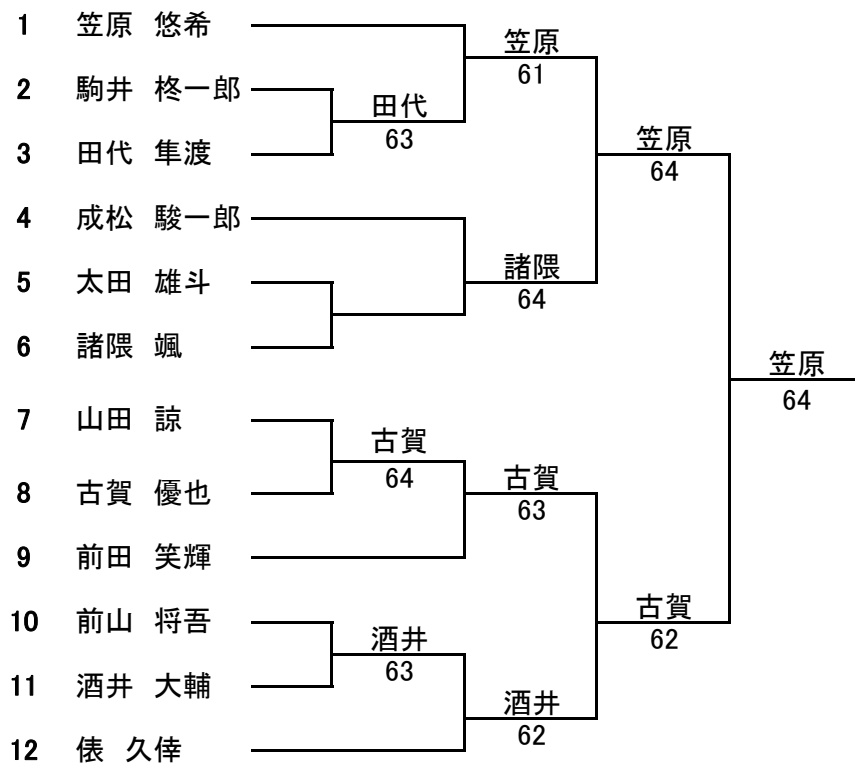 1 笠原 悠希
笠原
61
2 駒井 柊一郎
田代
63
3 田代 隼渡
笠原
64
4 成松 駿一郎
諸隈
64
5 太田 雄斗
6 諸隈 颯
笠原
64
7 山田 諒
古賀
64
8 古賀 優也
古賀
63
9 前田 笑輝
10 前山 将吾
古賀
62
酒井
63
11 酒井 大輔
酒井
62
12 俵 久倖